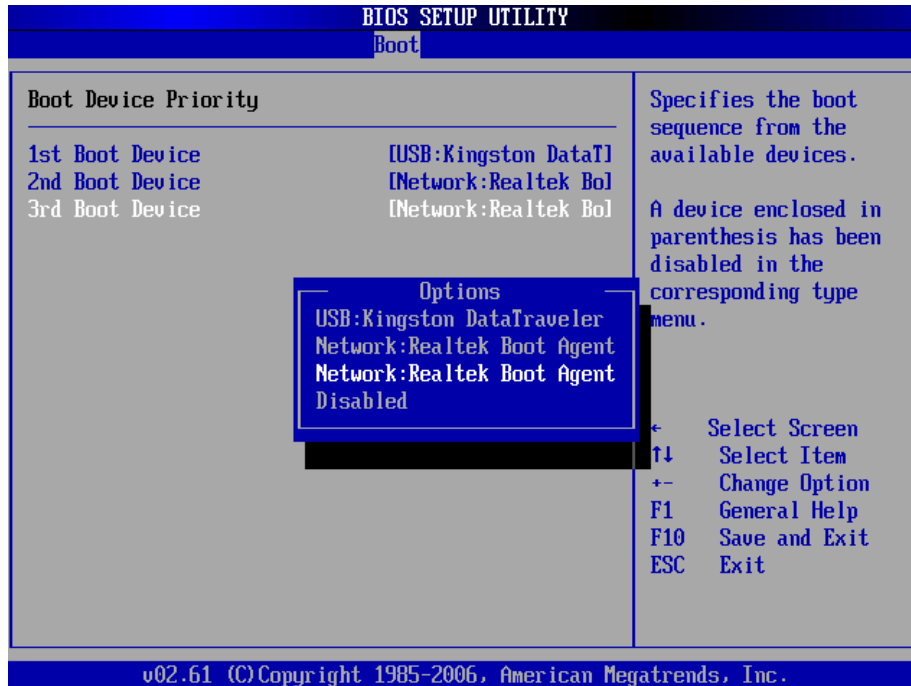 BIOS SETUP UTILITY
Boot
Boot Device Priority
1st Boot Device [USB:Kingston DataT]
2nd Boot Device [Network:Realtek Bo]
3rd Boot Device [Network:Realtek Bo]
Options
USB:Kingston DataTraveler
Network:Realtek Boot Agent
Network:Realtek Boot Agent
Disabled
Specifies the boot
sequence from the
available devices.
A device enclosed in
parenthesis has been
disabled in the
corresponding type
menu.
← Select Screen
↑↓ Select Item
+- Change Option
F1 General Help
F10 Save and Exit
ESC Exit
v02.61 (C)Copyright 1985-2006, American Megatrends, Inc.